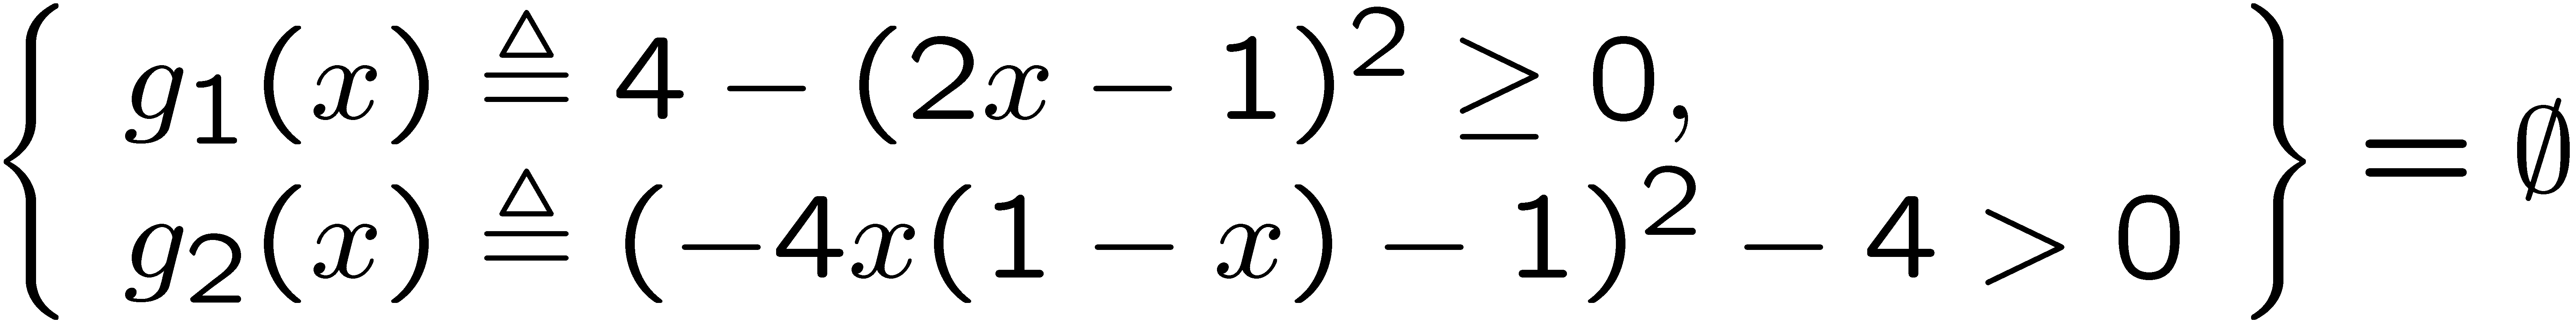 g₁(x) ≜ 4 − (2x − 1)² ≥ 0,
g₂(x) ≜ (−4x(1 − x) − 1)² − 4 > 0 } = ∅